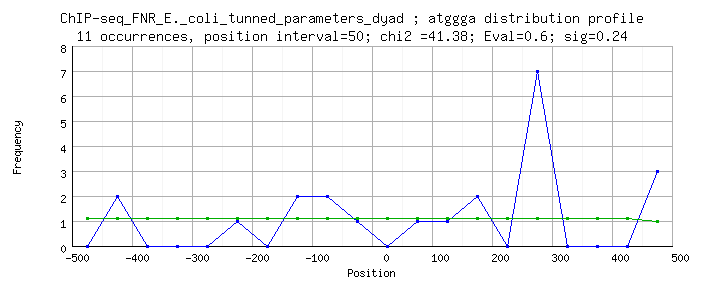 ChIP-seq_FNR_E._coli_tunned_parameters_dyad ; atggga distribution profile
11 occurrences, position interval=50; chi2 =41.38; Eval=0.6; sig=0.24
8
7
6
5
4
3
2
1
0
Frequency
-500 -400 -300 -200 -100 0 100 200 300 400 500
Position